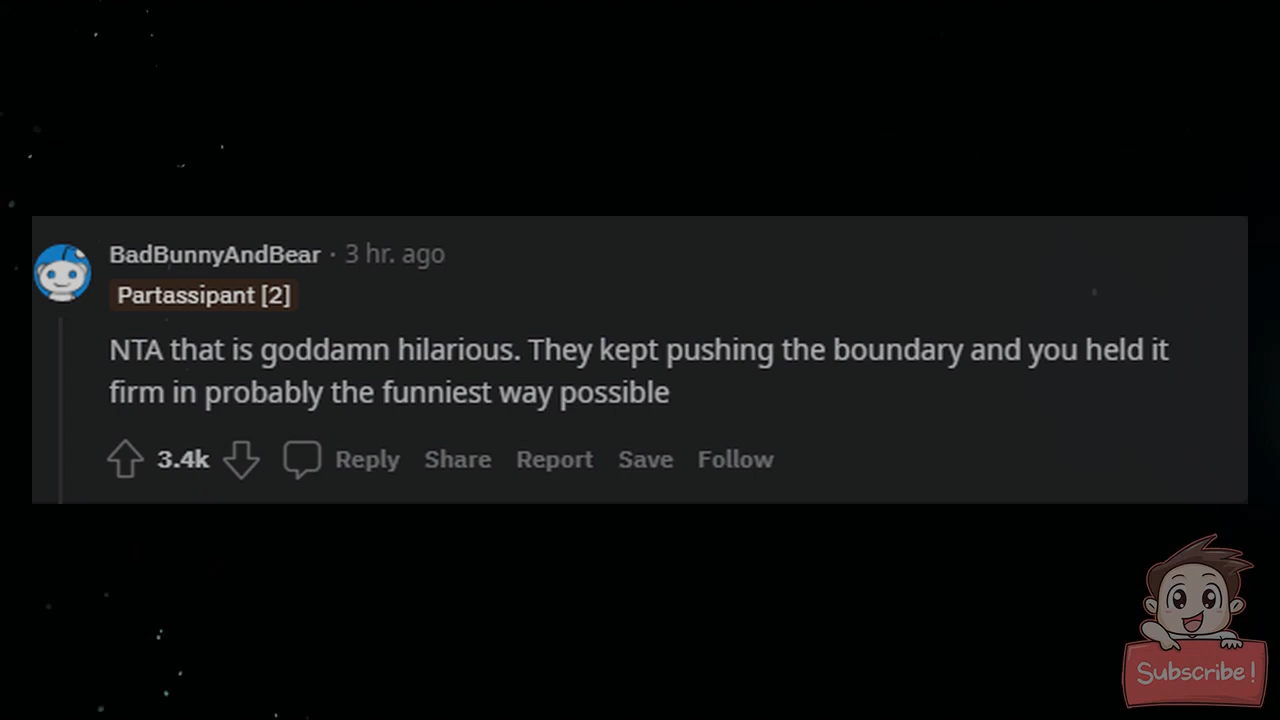 BadBunnyAndBear · 3 hr. ago
Partassipant [2]
NTA that is goddamn hilarious. They kept pushing the boundary and you held it
firm in probably the funniest way possible
3.4k Reply Share Report Save Follow
Subscribe!